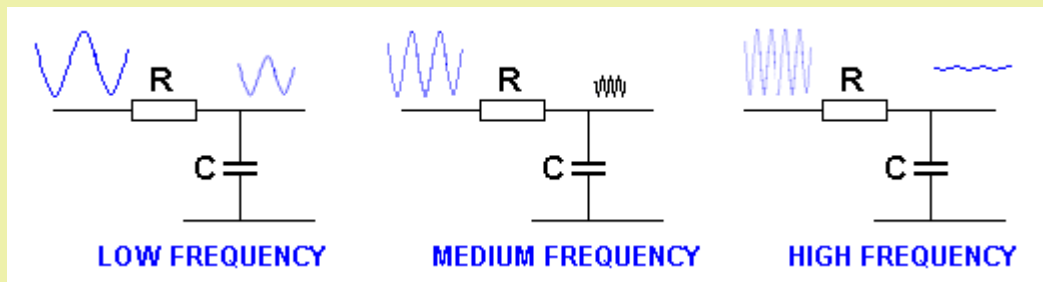 R R R
C C C
LOW FREQUENCY MEDIUM FREQUENCY HIGH FREQUENCY